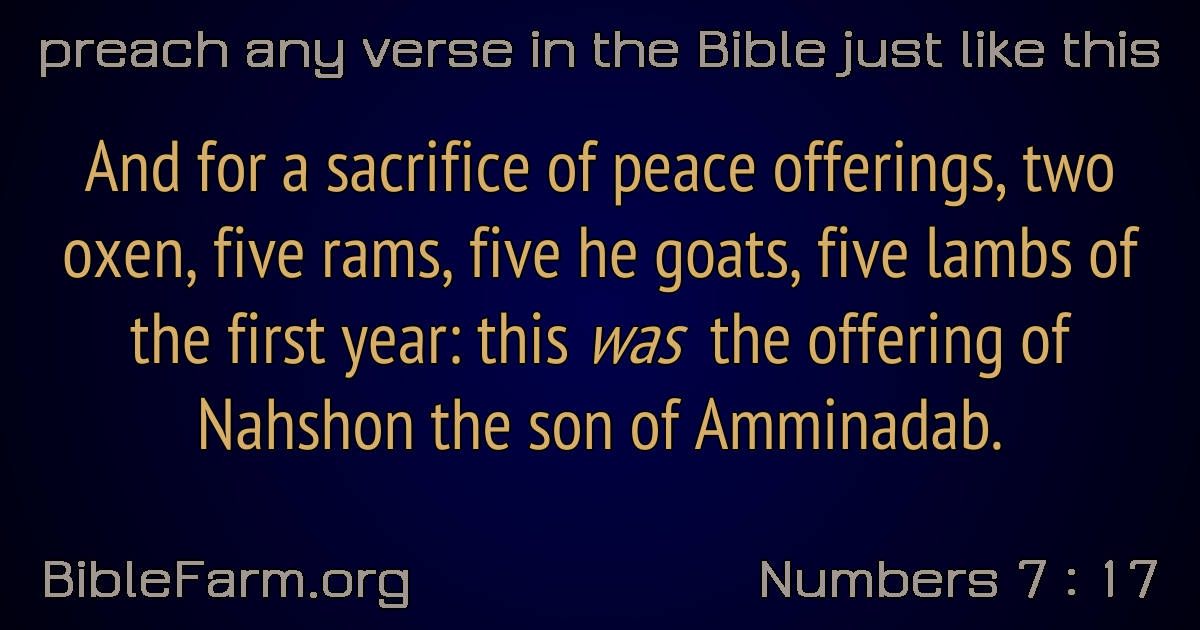 preach any verse in the Bible just like this
And for a sacrifice of peace offerings, two
oxen, five rams, five he goats, five lambs of
the first year: this was the offering of
Nahshon the son of Amminadab.
BibleFarm.org
Numbers 7 : 17